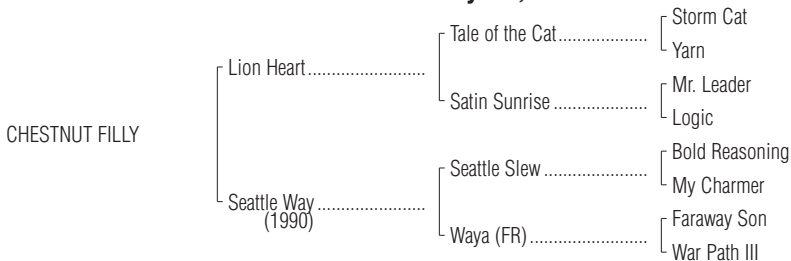 Storm Cat
Tale of the Cat
Yarn
Lion Heart
Mr. Leader
Satin Sunrise
Logic
CHESTNUT FILLY
Bold Reasoning
Seattle Slew
My Charmer
Seattle Way
(1990)
Faraway Son
Waya (FR)
War Path III